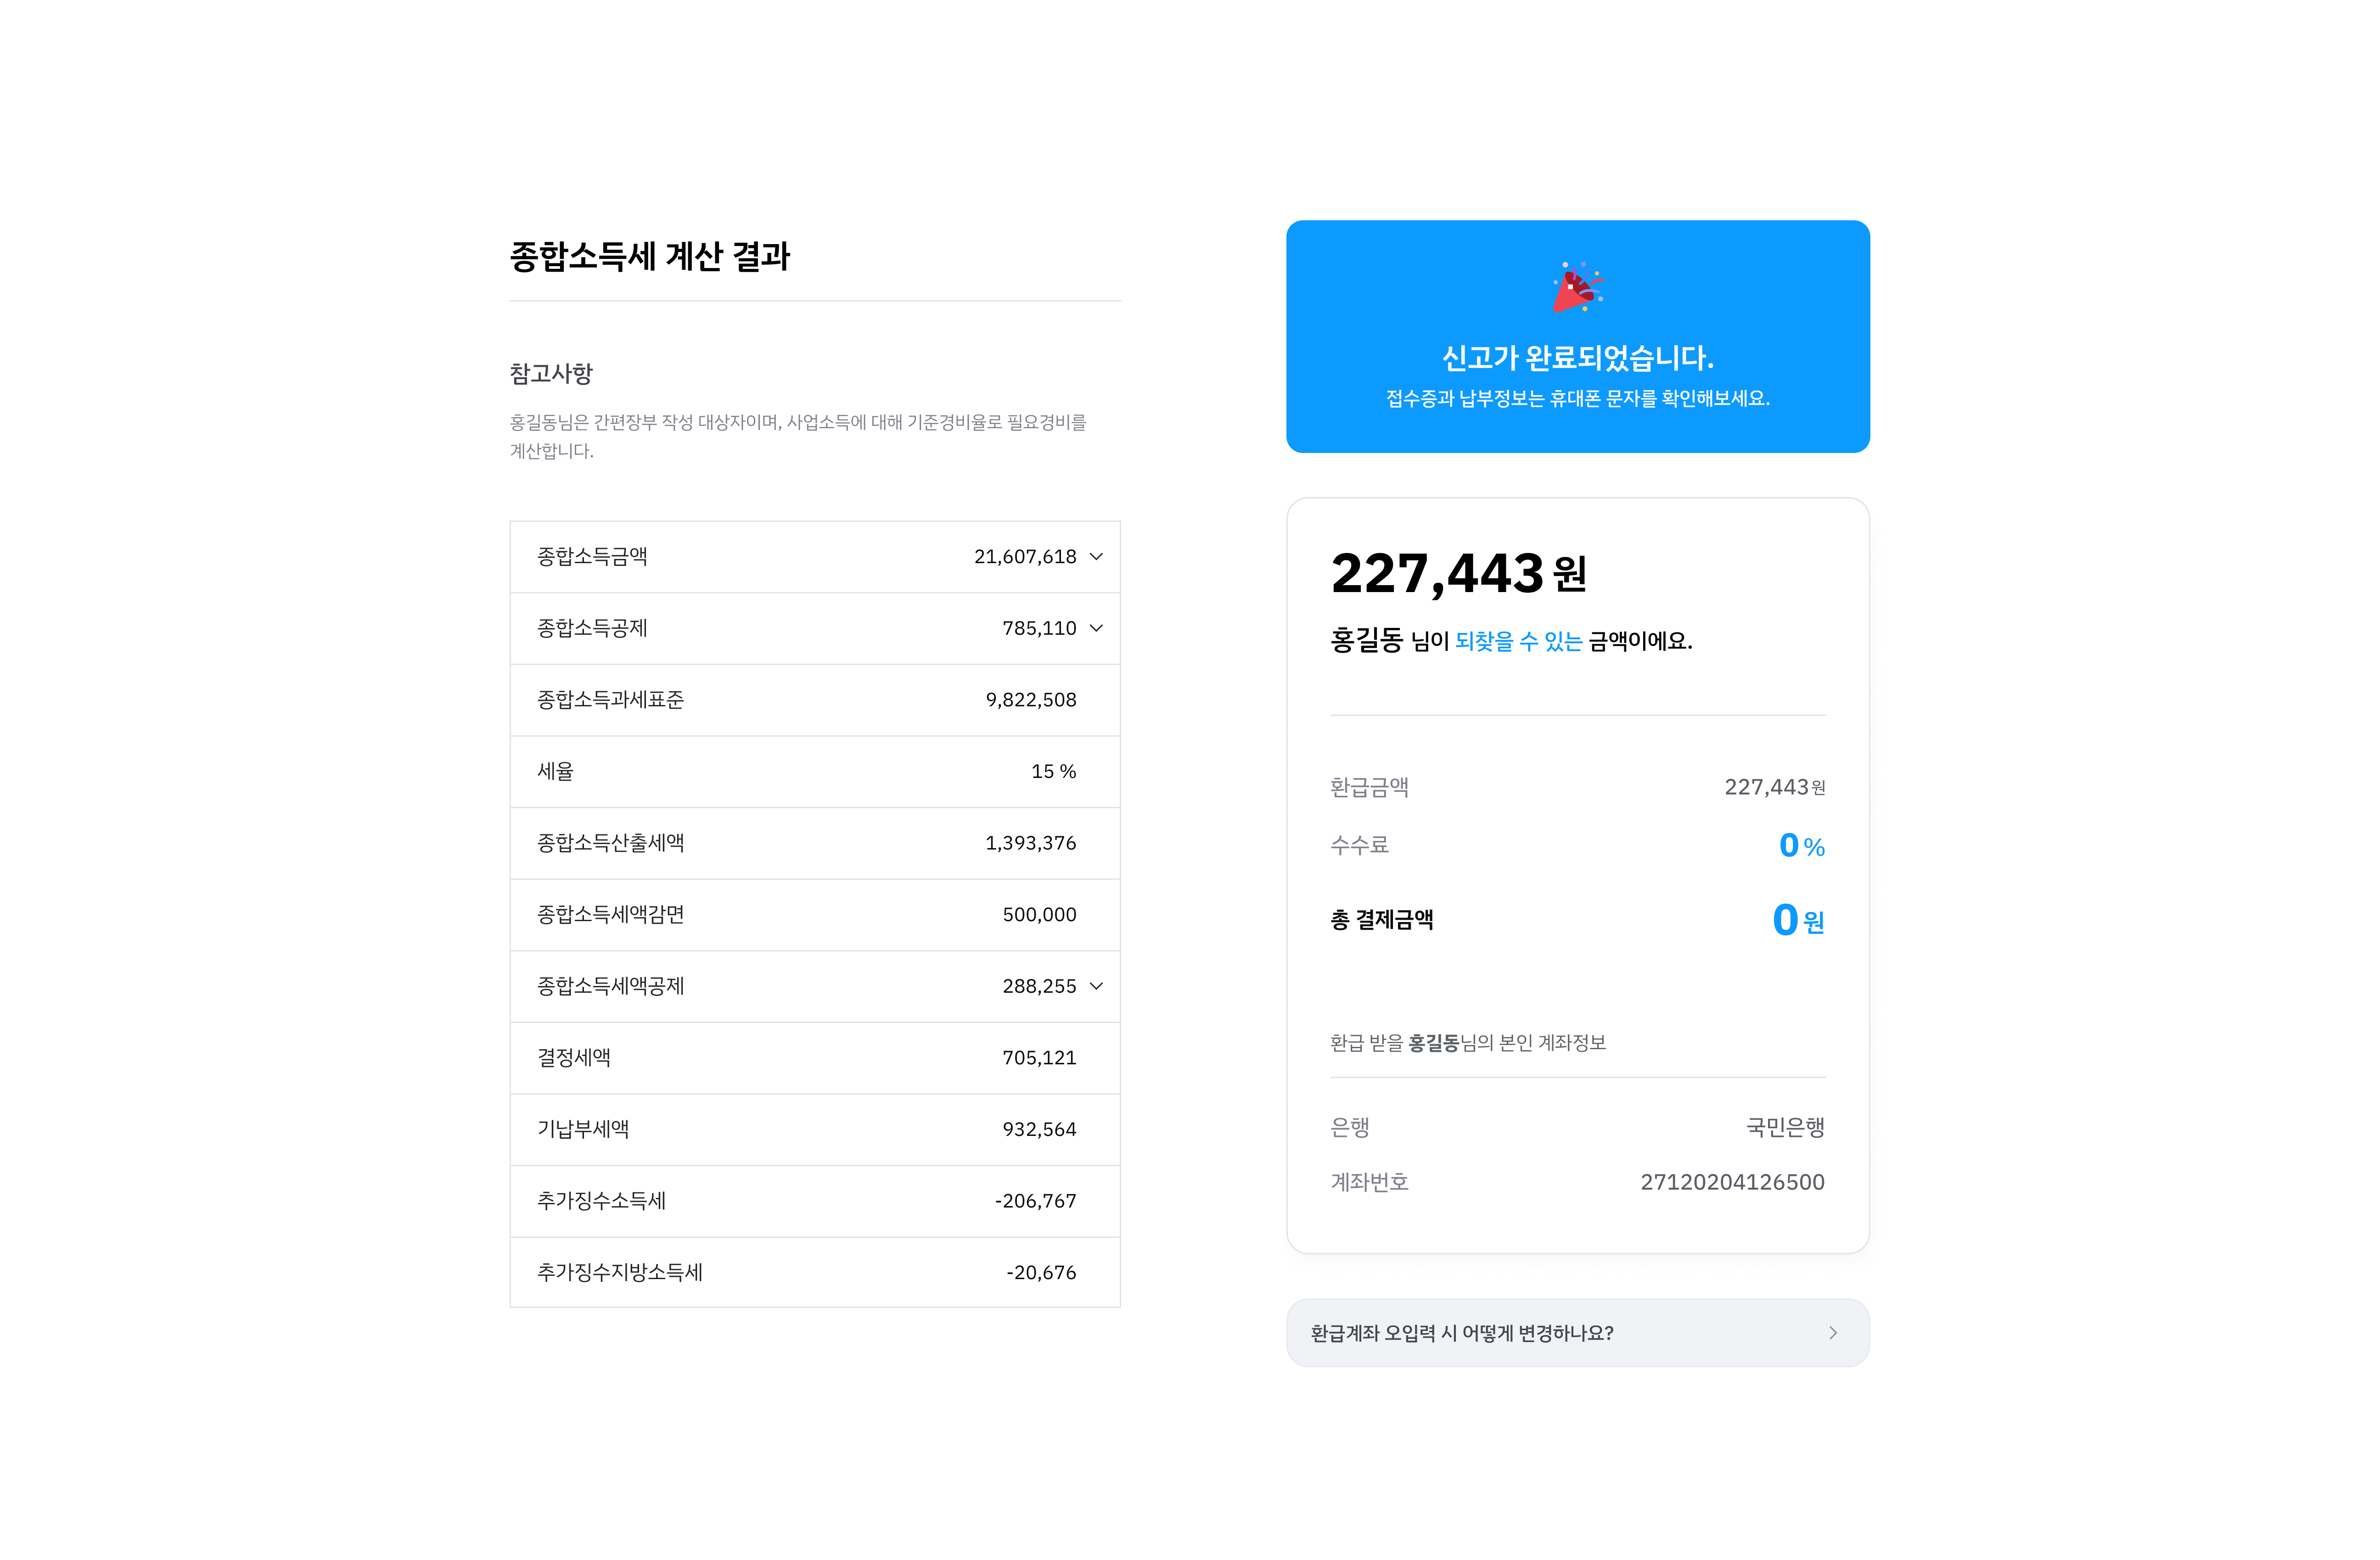 종합소득세 계산 결과
참고사항
홍길동님은 간편장부 작성 대상자이며, 사업소득에 대해 기준경비율로 필요경비를
계산합니다.
종합소득금액 21,607,618
종합소득공제 785,110
종합소득과세표준 9,822,508
세율 15 %
종합소득산출세액 1,393,376
종합소득세액감면 500,000
종합소득세액공제 288,255
결정세액 705,121
기납부세액 932,564
추가징수소득세 -206,767
추가징수지방소득세 -20,676
신고가 완료되었습니다.
접수증과 납부정보는 휴대폰 문자를 확인해보세요.
227,443 원
홍길동 님이 되찾을 수 있는 금액이에요.
환급금액 227,443원
수수료 0 %
총 결제금액 0 원
환급 받을 홍길동님의 본인 계좌정보
은행 국민은행
계좌번호 27120204126500
환급계좌 오입력 시 어떻게 변경하나요?